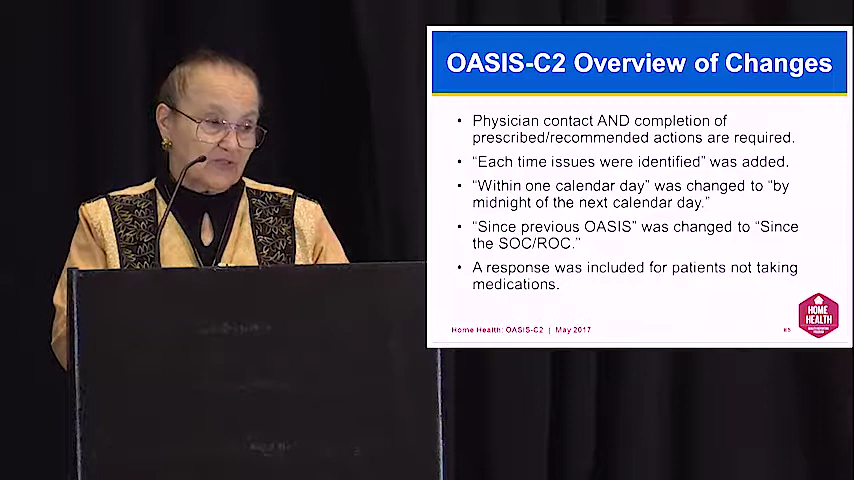 OASIS-C2 Overview of Changes
• Physician contact AND completion of
prescribed/recommended actions are required.
• “Each time issues were identified” was added.
• “Within one calendar day” was changed to “by
midnight of the next calendar day.”
• “Since previous OASIS” was changed to “Since
the SOC/ROC.”
• A response was included for patients not taking
medications.
HOME
HEALTH
Home Health: OASIS-C2 | May 2017